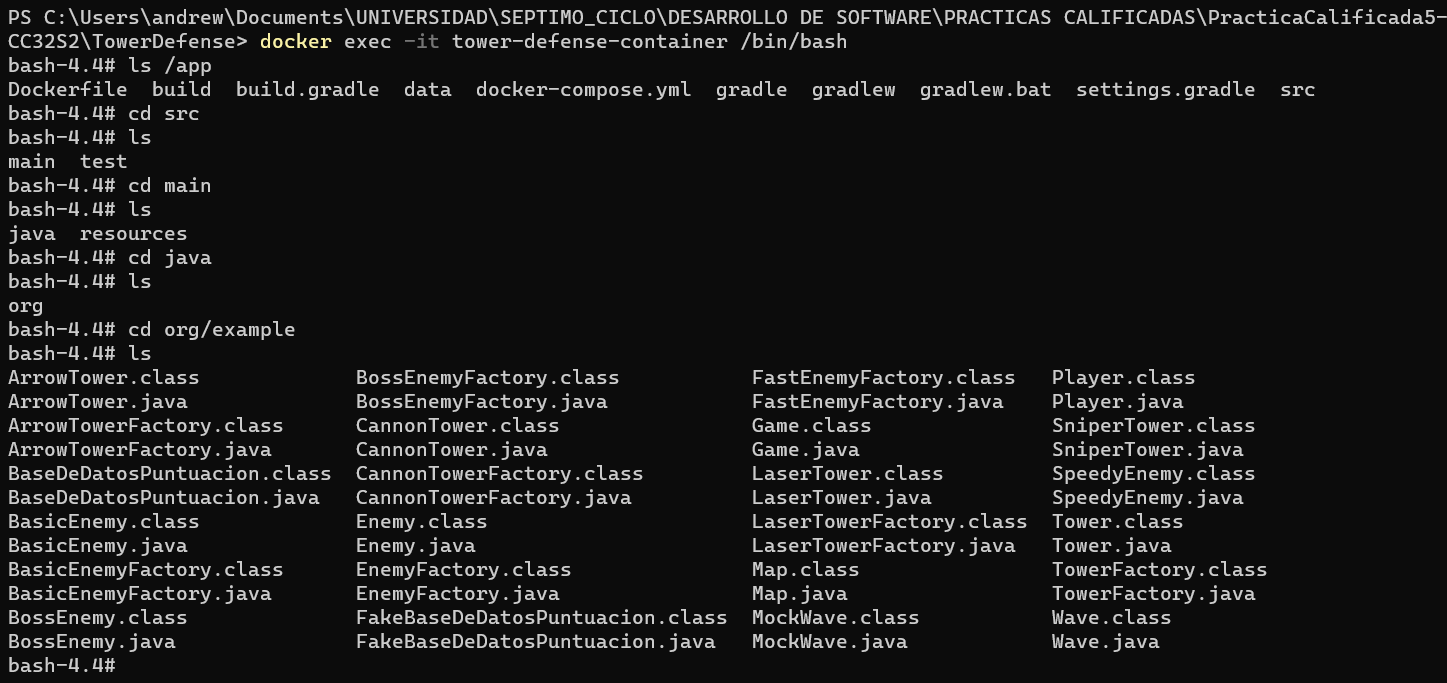 PS C:\Users\andrew\Documents\UNIVERSIDAD\SEPTIMO_CICLO\DESARROLLO DE SOFTWARE\PRACTICAS CALIFICADAS\PracticaCalificada5-
CC32S2\TowerDefense> docker exec -it tower-defense-container /bin/bash
bash-4.4# ls /app
Dockerfile  build  build.gradle  data  docker-compose.yml  gradle  gradlew  gradlew.bat  settings.gradle  src
bash-4.4# cd src
bash-4.4# ls
main  test
bash-4.4# cd main
bash-4.4# ls
java  resources
bash-4.4# cd java
bash-4.4# ls
org
bash-4.4# cd org/example
bash-4.4# ls
ArrowTower.class             BossEnemyFactory.class           FastEnemyFactory.class   Player.class
ArrowTower.java              BossEnemyFactory.java            FastEnemyFactory.java    Player.java
ArrowTowerFactory.class      CannonTower.class                Game.class               SniperTower.class
ArrowTowerFactory.java       CannonTower.java                 Game.java                SniperTower.java
BaseDeDatosPuntuacion.class  CannonTowerFactory.class         LaserTower.class         SpeedyEnemy.class
BaseDeDatosPuntuacion.java   CannonTowerFactory.java          LaserTower.java          SpeedyEnemy.java
BasicEnemy.class             Enemy.class                      LaserTowerFactory.class  Tower.class
BasicEnemy.java              Enemy.java                       LaserTowerFactory.java   Tower.java
BasicEnemyFactory.class      EnemyFactory.class               Map.class                TowerFactory.class
BasicEnemyFactory.java       EnemyFactory.java                Map.java                 TowerFactory.java
BossEnemy.class              FakeBaseDeDatosPuntuacion.class  MockWave.class           Wave.class
BossEnemy.java               FakeBaseDeDatosPuntuacion.java   MockWave.java            Wave.java
bash-4.4#